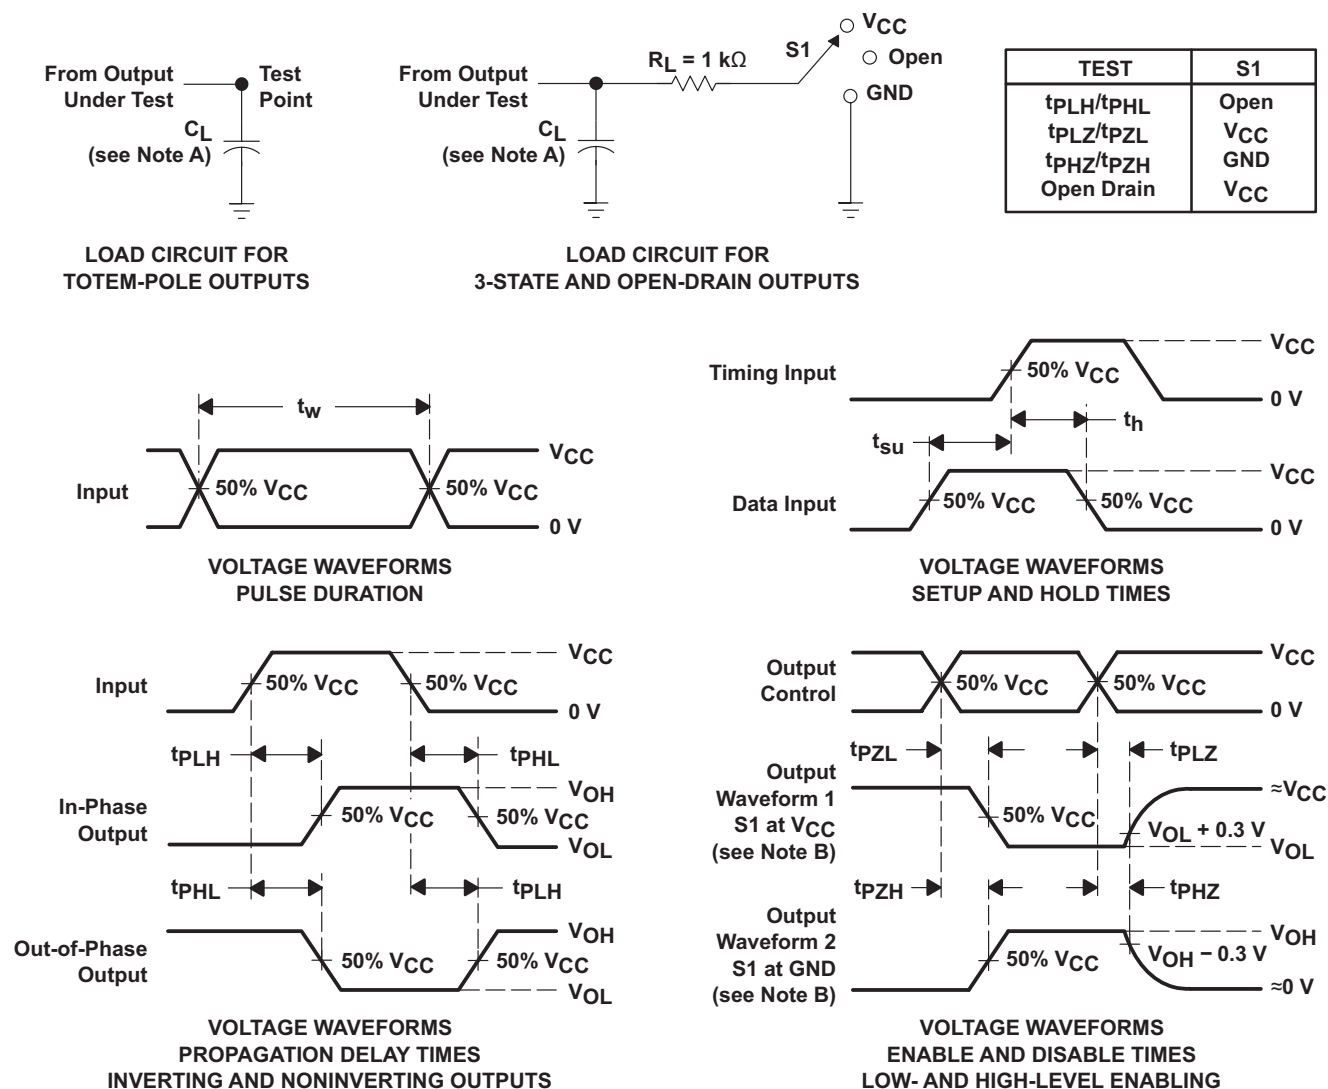 From Output
Under Test
Test
Point
CL
(see Note A)
LOAD CIRCUIT FOR
TOTEM-POLE OUTPUTS
From Output
Under Test
CL
(see Note A)
RL = 1 kΩ
S1
VCC
Open
GND
LOAD CIRCUIT FOR
3-STATE AND OPEN-DRAIN OUTPUTS
TEST S1
tPLH/tPHL Open
tPLZ/tPZL VCC
tPHZ/tPZH GND
Open Drain VCC
tw
Input
50% VCC
50% VCC
VCC
0 V
VOLTAGE WAVEFORMS
PULSE DURATION
Timing Input
50% VCC
VCC
0 V
th
tsu
Data Input
50% VCC
50% VCC
VCC
0 V
VOLTAGE WAVEFORMS
SETUP AND HOLD TIMES
Input
50% VCC
50% VCC
VCC
0 V
tPLH
tPHL
In-Phase
Output
50% VCC
50% VCC
VOH
VOL
tPHL
tPLH
Out-of-Phase
Output
50% VCC
50% VCC
VOH
VOL
VOLTAGE WAVEFORMS
PROPAGATION DELAY TIMES
INVERTING AND NONINVERTING OUTPUTS
Output
Control
50% VCC
50% VCC
VCC
0 V
tPZL
tPLZ
Output
Waveform 1
S1 at VCC
(see Note B)
50% VCC
VOL + 0.3 V
≈VCC
VOL
tPZH
tPHZ
Output
Waveform 2
S1 at GND
(see Note B)
50% VCC
VOH − 0.3 V
VOH
≈0 V
VOLTAGE WAVEFORMS
ENABLE AND DISABLE TIMES
LOW- AND HIGH-LEVEL ENABLING